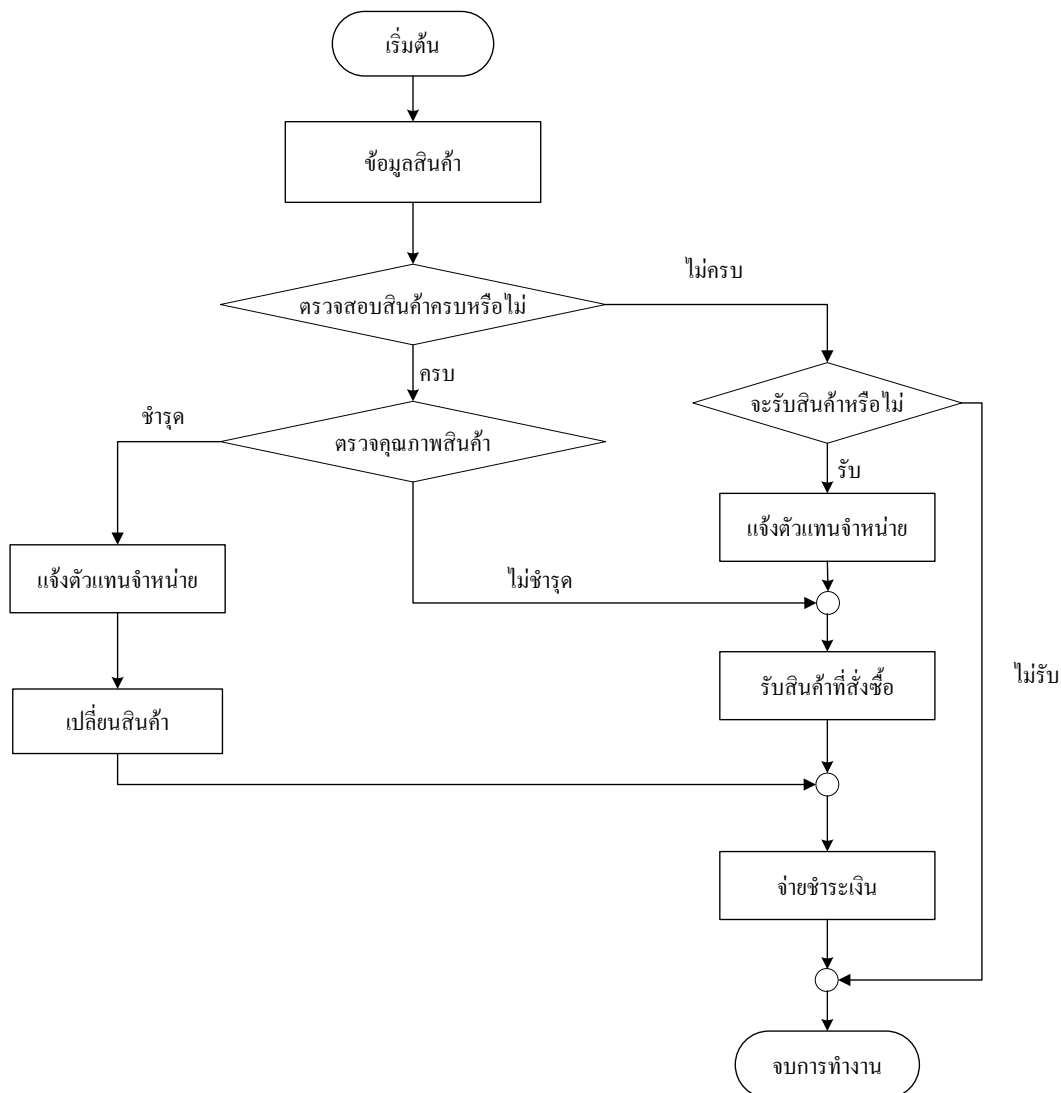 เริ่มต้น
ข้อมูลสินค้า
ตรวจสอบสินค้าครบหรือไม่
ไม่ครบ
ครบ
จะรับสินค้าหรือไม่
ชำรุด
ตรวจคุณภาพสินค้า
รับ
แจ้งตัวแทนจำหน่าย
แจ้งตัวแทนจำหน่าย
ไม่ชำรุด
รับสินค้าที่สั่งซื้อ
ไม่รับ
เปลี่ยนสินค้า
จ่ายชำระเงิน
จบการทำงาน